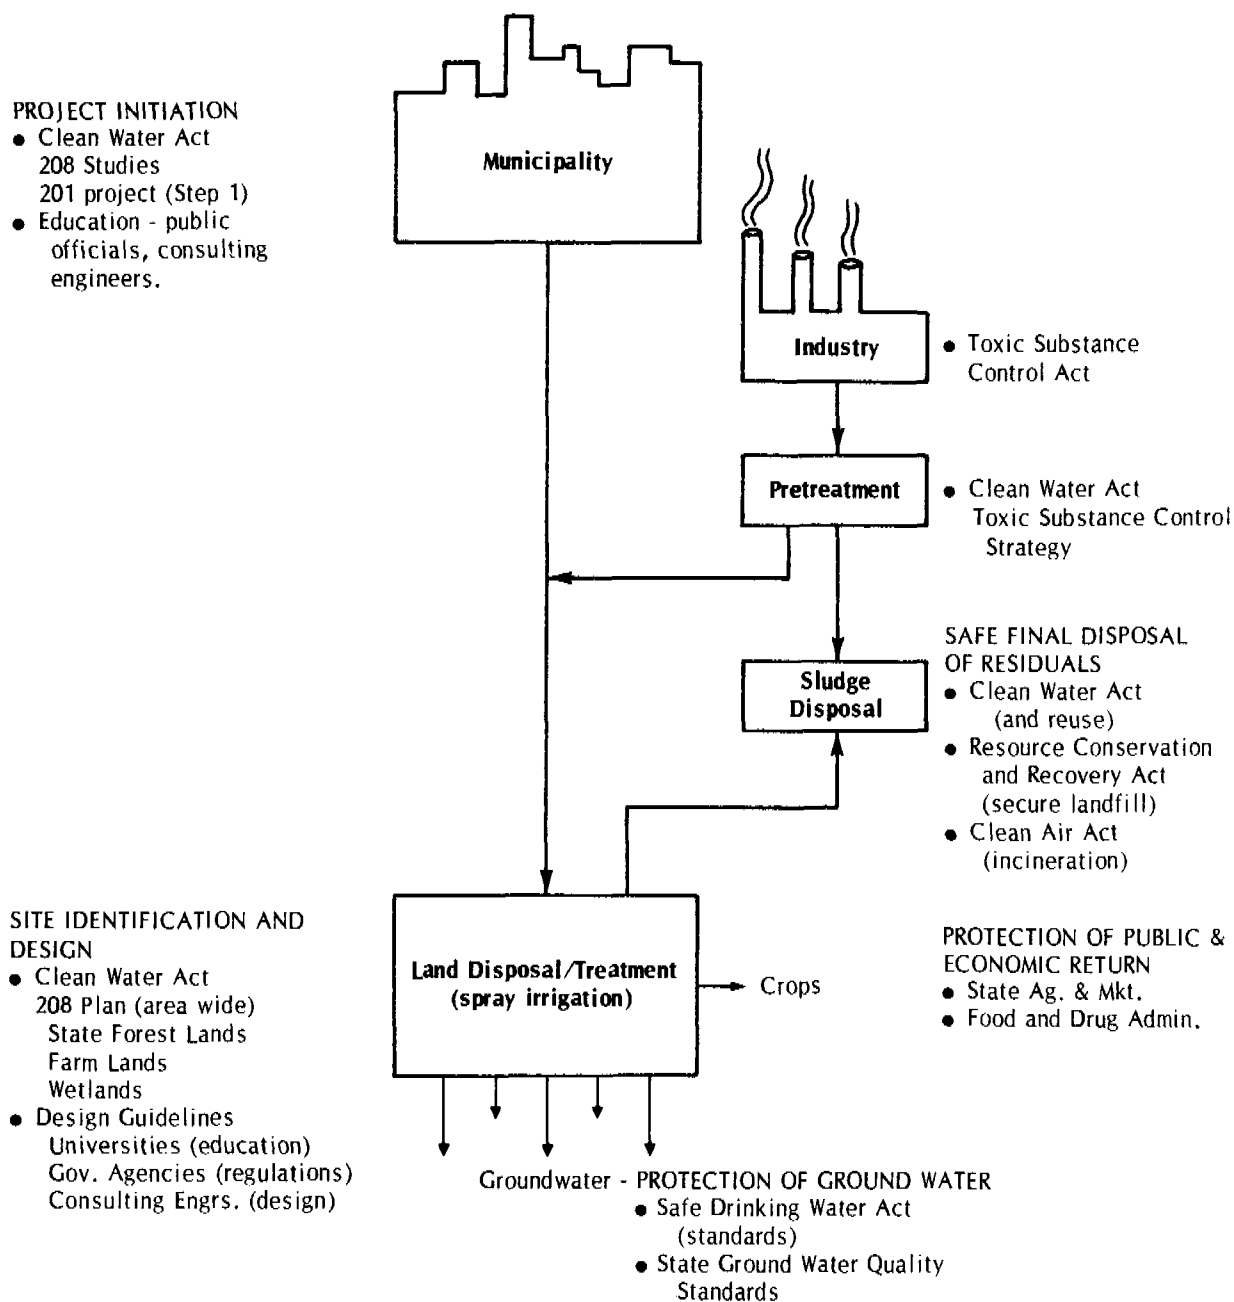 PROJECT INITIATION
● Clean Water Act
208 Studies
201 project (Step 1)
● Education - public
officials, consulting
engineers.
Municipality
Industry
● Toxic Substance
Control Act
Pretreatment
● Clean Water Act
Toxic Substance Control
Strategy
Sludge
Disposal
SAFE FINAL DISPOSAL
OF RESIDUALS
● Clean Water Act
(and reuse)
● Resource Conservation
and Recovery Act
(secure landfill)
● Clean Air Act
(incineration)
SITE IDENTIFICATION AND
DESIGN
● Clean Water Act
208 Plan (area wide)
State Forest Lands
Farm Lands
Wetlands
● Design Guidelines
Universities (education)
Gov. Agencies (regulations)
Consulting Engrs. (design)
Land Disposal/Treatment
(spray irrigation)
Crops
PROTECTION OF PUBLIC &
ECONOMIC RETURN
● State Ag. & Mkt.
● Food and Drug Admin.
Groundwater - PROTECTION OF GROUND WATER
● Safe Drinking Water Act
(standards)
● State Ground Water Quality
Standards